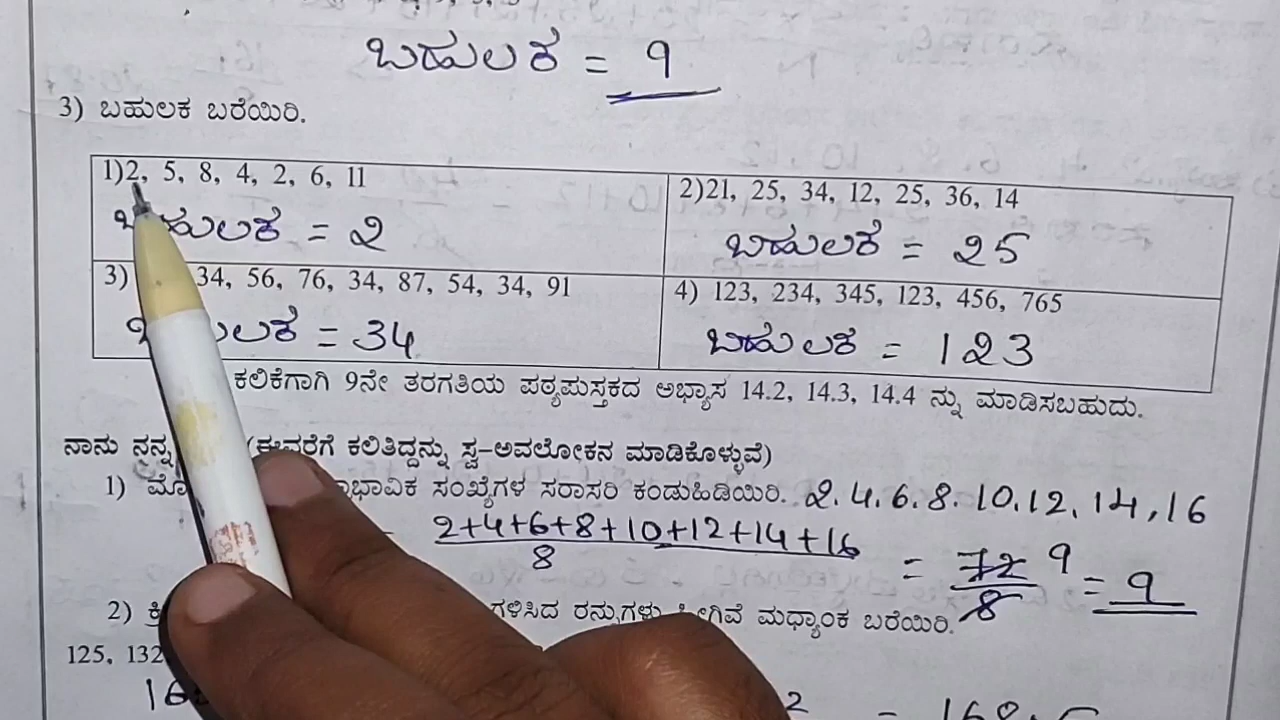 ಬಹುಲಕ = 9
3) ಬಹುಲಕ ಬರೆಯಿರಿ.
1)2, 5, 8, 4, 2, 6, 11
2)21, 25, 34, 12, 25, 36, 14
ಬಹುಲಕ = 2
ಬಹುಲಕ = 25
3) 34, 56, 76, 34, 87, 54, 34, 91
4) 123, 234, 345, 123, 456, 765
= 34
ಬಹುಲಕ = 123
ಕಲಿಕೆಗಾಗಿ 9ನೇ ತರಗತಿಯ ಪಠ್ಯಪುಸ್ತಕದ ಅಭ್ಯಾಸ 14.2, 14.3, 14.4 ನ್ನು ಮಾಡಿಸಬಹುದು.
ನಾನು ನನ್ನ (ಈವರೆಗೆ ಕಲಿತಿದ್ದನ್ನು ಸ್ವ-ಅವಲೋಕನ ಮಾಡಿಕೊಳ್ಳುವೆ)
1) ಸಂಖ್ಯೆಗಳ ಸರಾಸರಿ ಕಂಡುಹಿಡಿಯಿರಿ. 2.4.6.8.10.12.14,16
2+4+6+8+10+12+14+16
8
= 72 9 = 9
8
2) ರನ್ನುಗಳು ಮಧ್ಯಾಂಕ ಬರೆಯಿರಿ.
125, 132